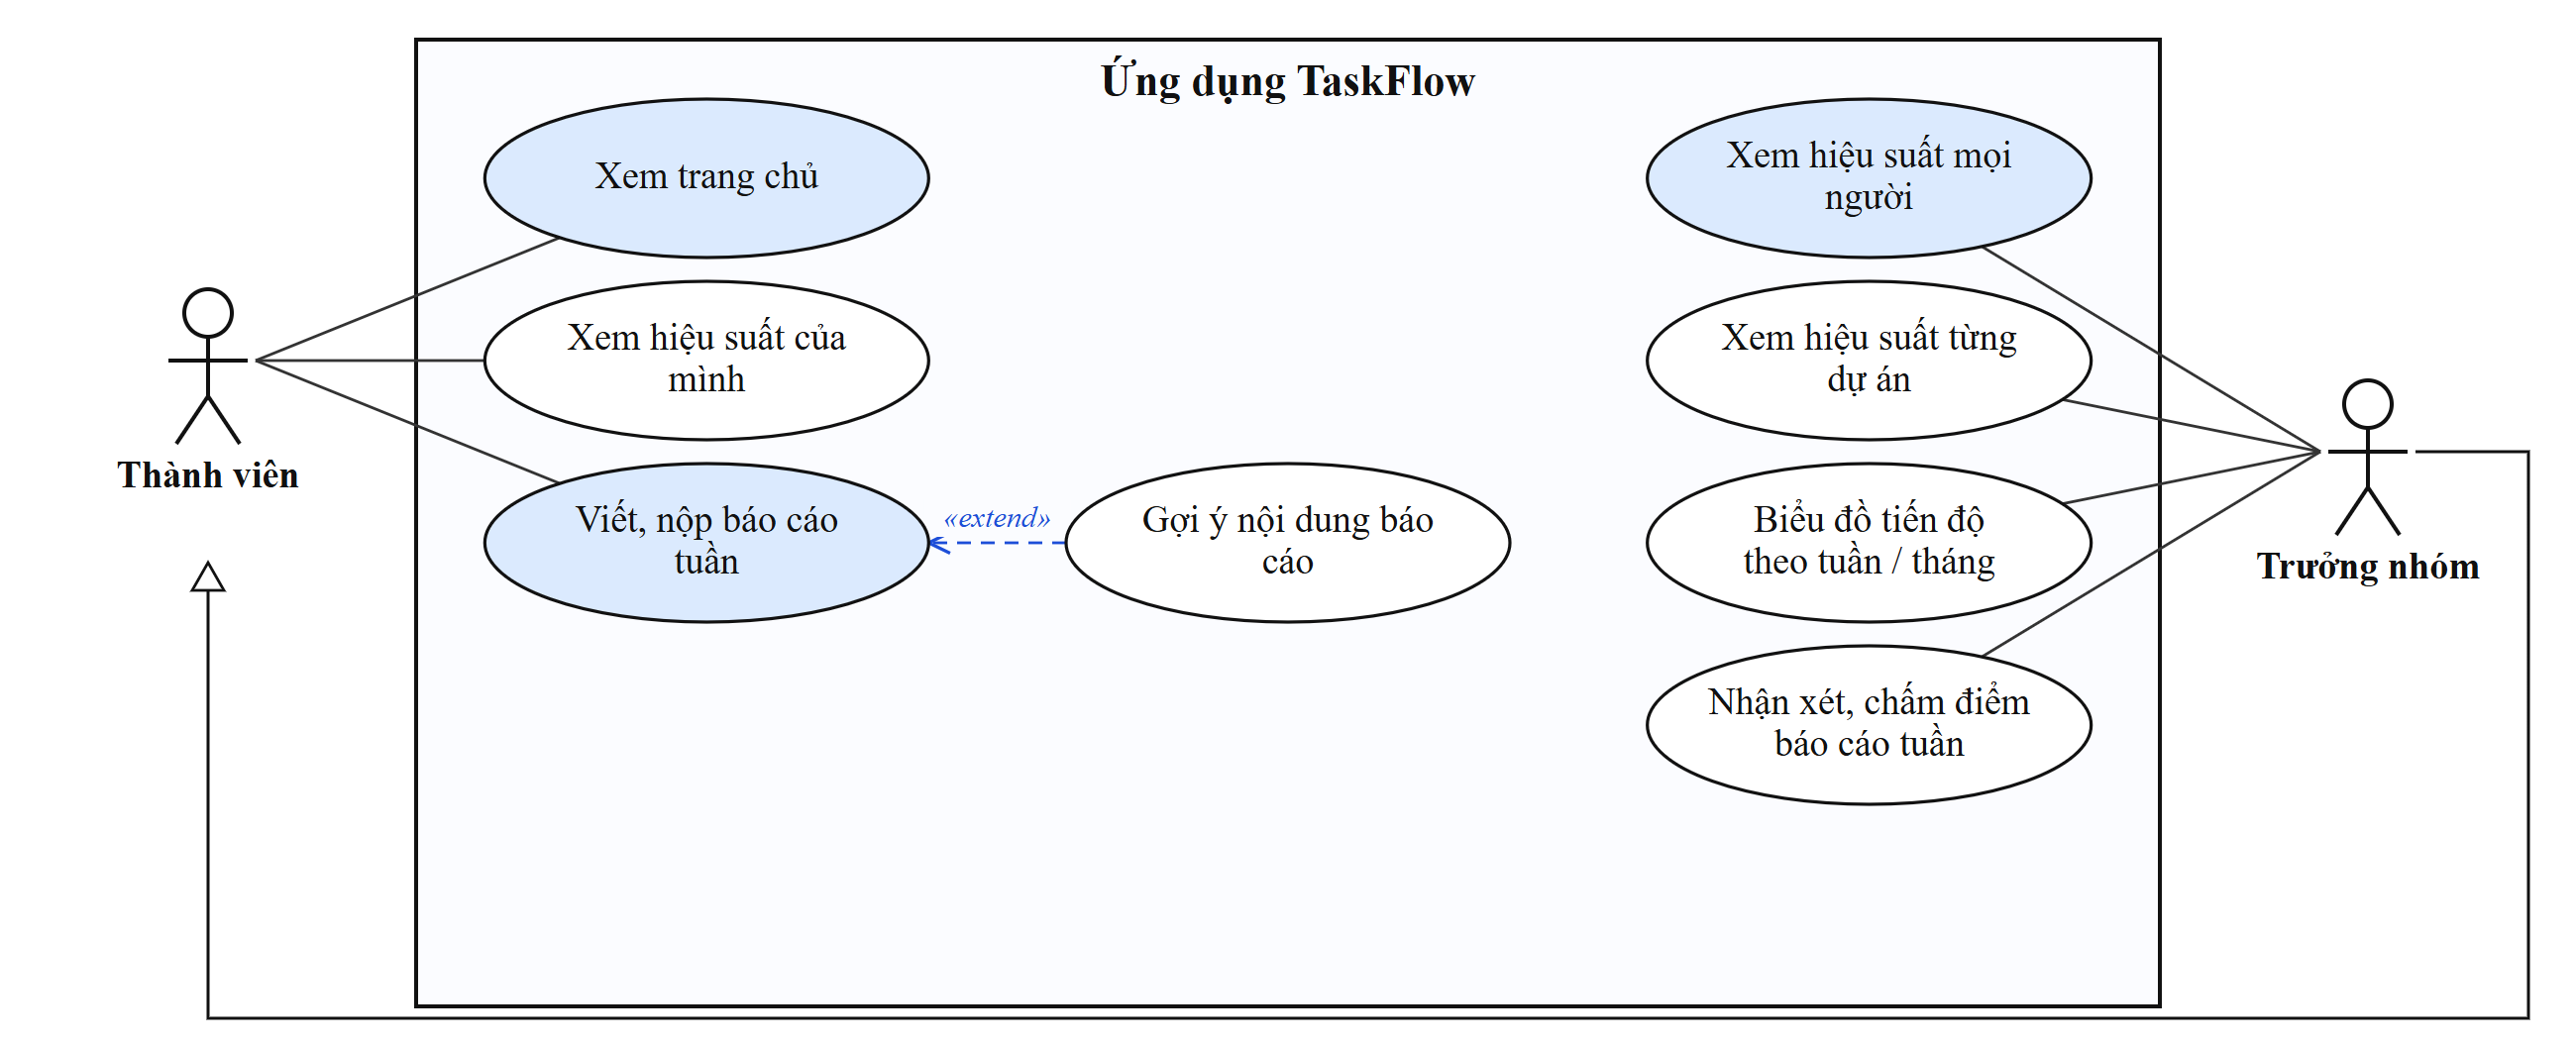 Ứng dụng TaskFlow
Xem trang chủ
Xem hiệu suất của
mình
Viết, nộp báo cáo
tuần
«extend»
Gợi ý nội dung báo
cáo
Xem hiệu suất mọi
người
Xem hiệu suất từng
dự án
Biểu đồ tiến độ
theo tuần / tháng
Nhận xét, chấm điểm
báo cáo tuần
Thành viên
Trưởng nhóm